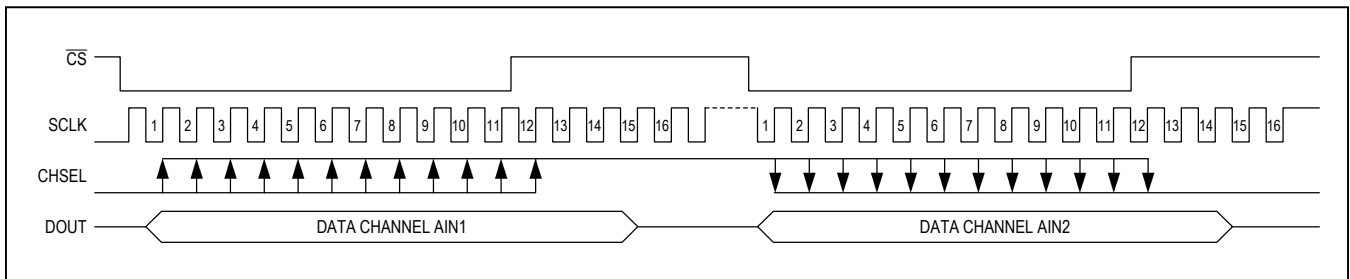 CS
SCLK 1 2 3 4 5 6 7 8 9 10 11 12 13 14 15 16 1 2 3 4 5 6 7 8 9 10 11 12 13 14 15 16
CHSEL
DOUT DATA CHANNEL AIN1 DATA CHANNEL AIN2